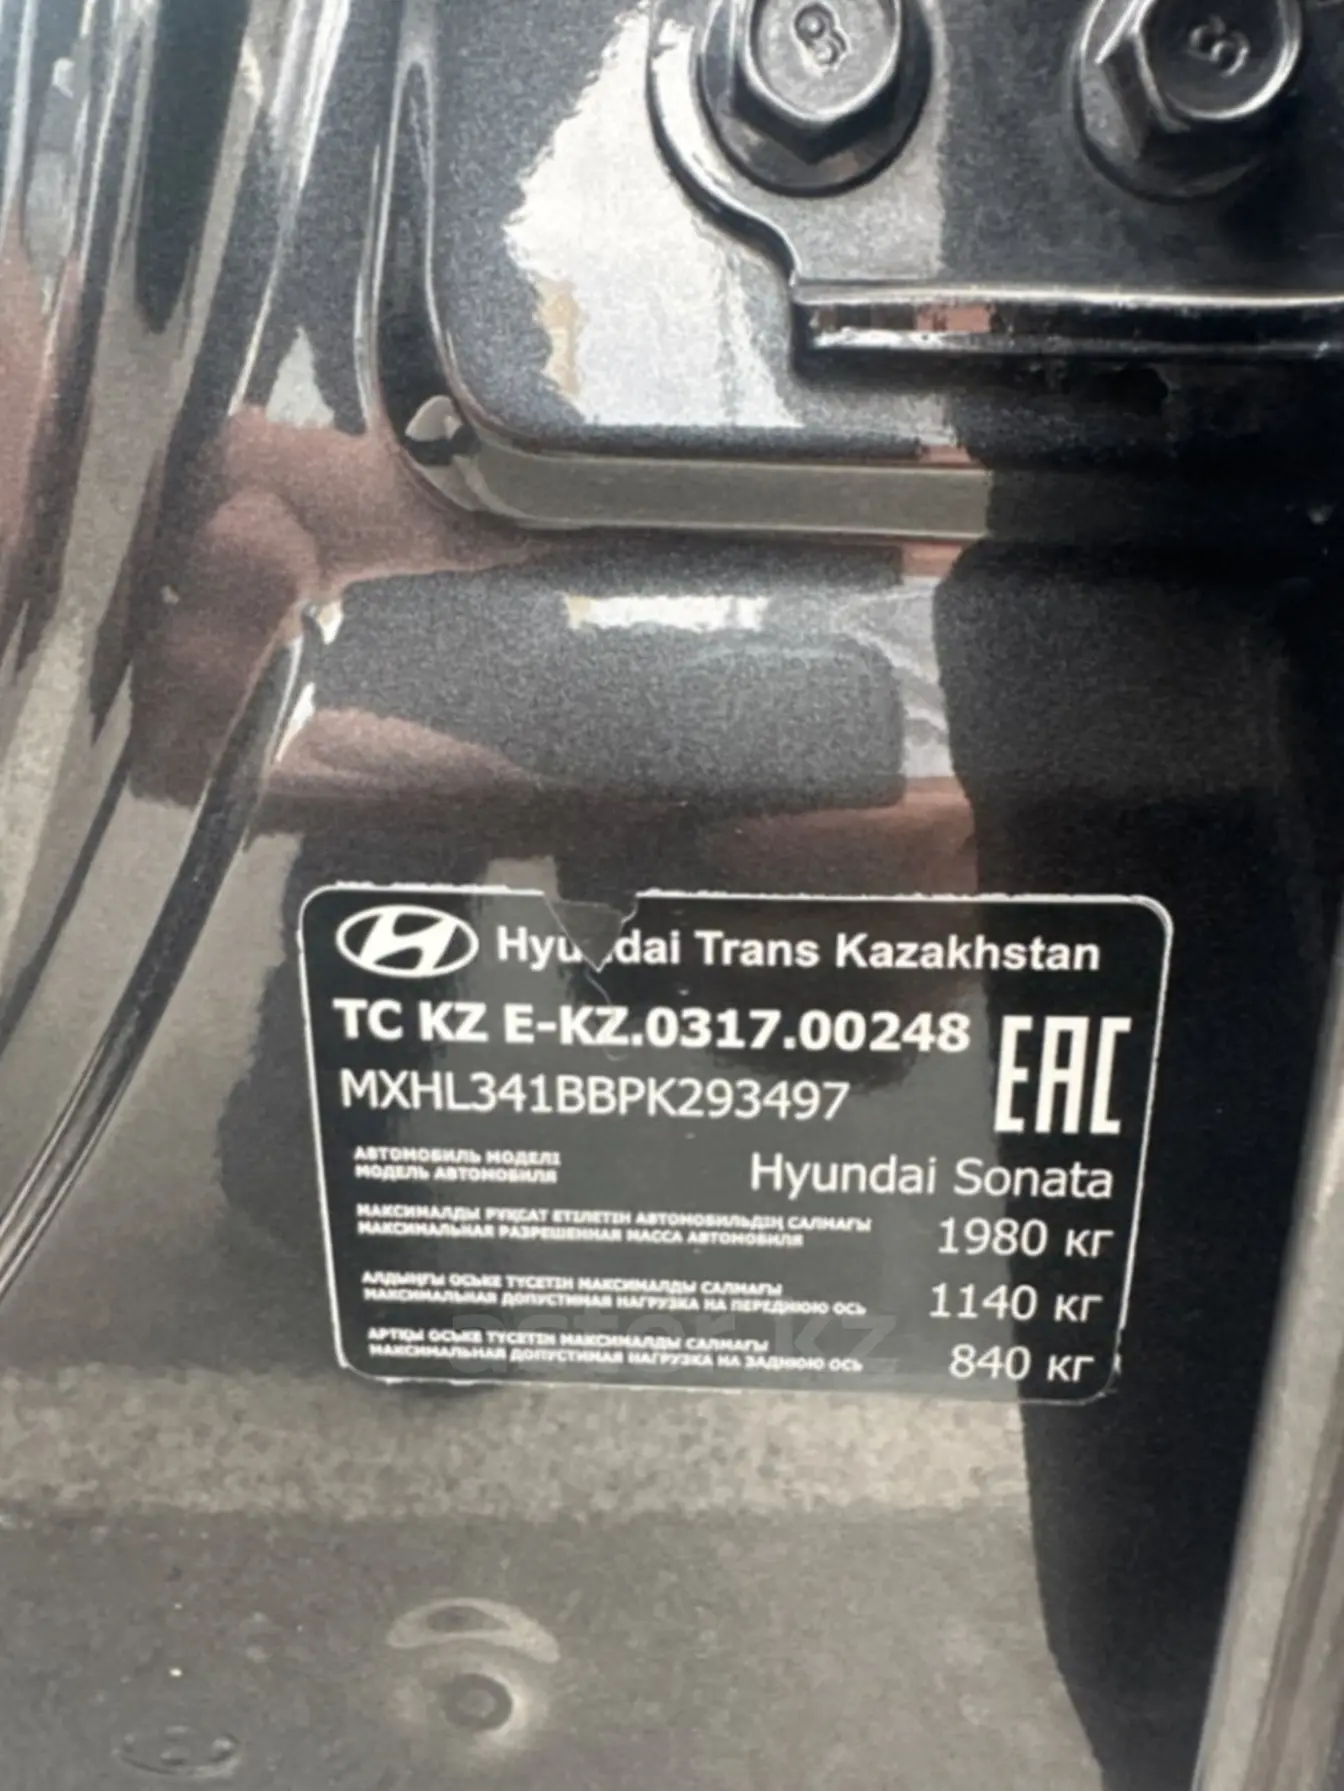 8
8
Hyundai Trans Kazakhstan
TC KZ E-KZ.0317.00248
EAC
MXHL341BBPK293497
АВТОМОБИЛЬ МОДЕЛІ
МОДЕЛЬ АВТОМОБИЛЯ
Hyundai Sonata
МАКСИМАЛДЫ РҰҚСАТ ЕТІЛЕТІН АВТОМОБИЛЬДІҢ САЛМАҒЫ
МАКСИМАЛЬНАЯ РАЗРЕШЕННАЯ МАССА АВТОМОБИЛЯ
1980 кг
АЛДЫҢҒЫ ОСЬКЕ ТҮСЕТІН МАКСИМАЛДЫ САЛМАҒЫ
МАКСИМАЛЬНАЯ ДОПУСТИМАЯ НАГРУЗКА НА ПЕРЕДНЮЮ ОСЬ
1140 кг
АРТҚЫ ОСЬКЕ ТҮСЕТІН МАКСИМАЛДЫ САЛМАҒЫ
МАКСИМАЛЬНАЯ ДОПУСТИМАЯ НАГРУЗКА НА ЗАДНЮЮ ОСЬ
840 кг
aster.kz